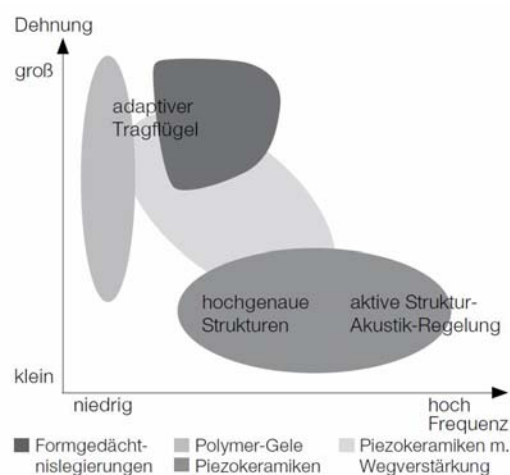 Dehnung
groß
adaptiver
Tragflügel
hochgenaue
Strukturen
aktive Struktur-
Akustik-Regelung
klein
niedrig
hoch
Frequenz
Formgedächt-
nislegierungen
Polymer-Gele
Piezokeramiken
Piezokeramiken m.
Wegverstärkung